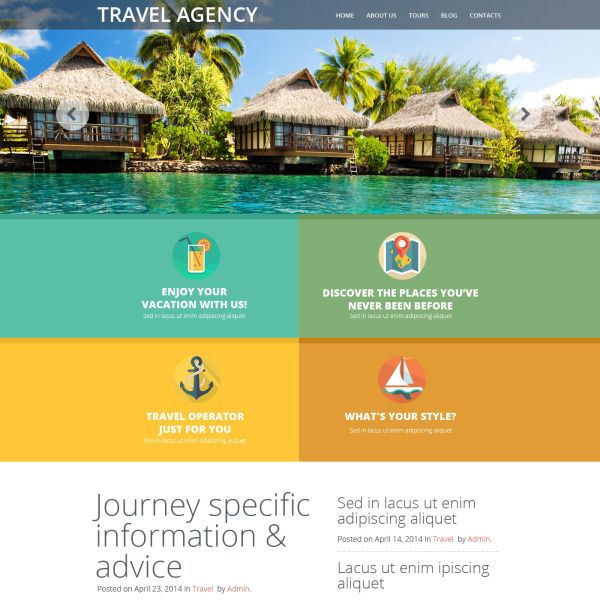 TRAVEL AGENCY
HOME ABOUT US TOURS BLOG CONTACTS
ENJOY YOUR
VACATION WITH US!
Sed in lacus ut enim adipiscing aliquet
DISCOVER THE PLACES YOU'VE
NEVER BEEN BEFORE
Sed in lacus ut enim adipiscing aliquet
TRAVEL OPERATOR
JUST FOR YOU
Sed in lacus ut enim adipiscing aliquet
WHAT'S YOUR STYLE?
Sed in lacus ut enim adipiscing aliquet
Journey specific
information &
advice
Posted on April 23, 2014 in Travel by Admin.
Sed in lacus ut enim
adipiscing aliquet
Posted on April 14, 2014 in Travel by Admin.
Lacus ut enim ipiscing
aliquet